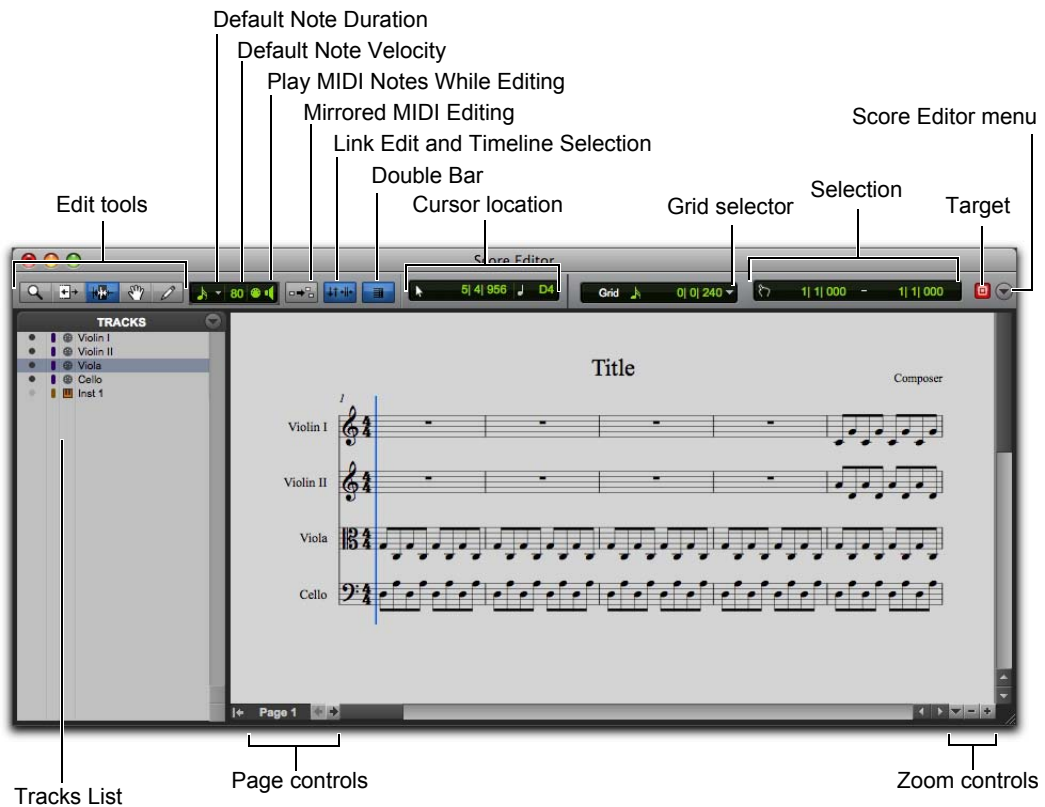 Default Note Duration
Default Note Velocity
Play MIDI Notes While Editing
Mirrored MIDI Editing
Score Editor menu
Link Edit and Timeline Selection
Double Bar
Selection
Edit tools
Cursor location
Grid selector
Target
Score Editor
80
5| 4| 956
D4
Grid
0| 0| 240
1| 1| 000 - 1| 1| 000
TRACKS
Violin I
Violin II
Viola
Cello
Inst 1
Title
Composer
1
Violin I
Violin II
Viola
Cello
Page 1
Page controls
Zoom controls
Tracks List